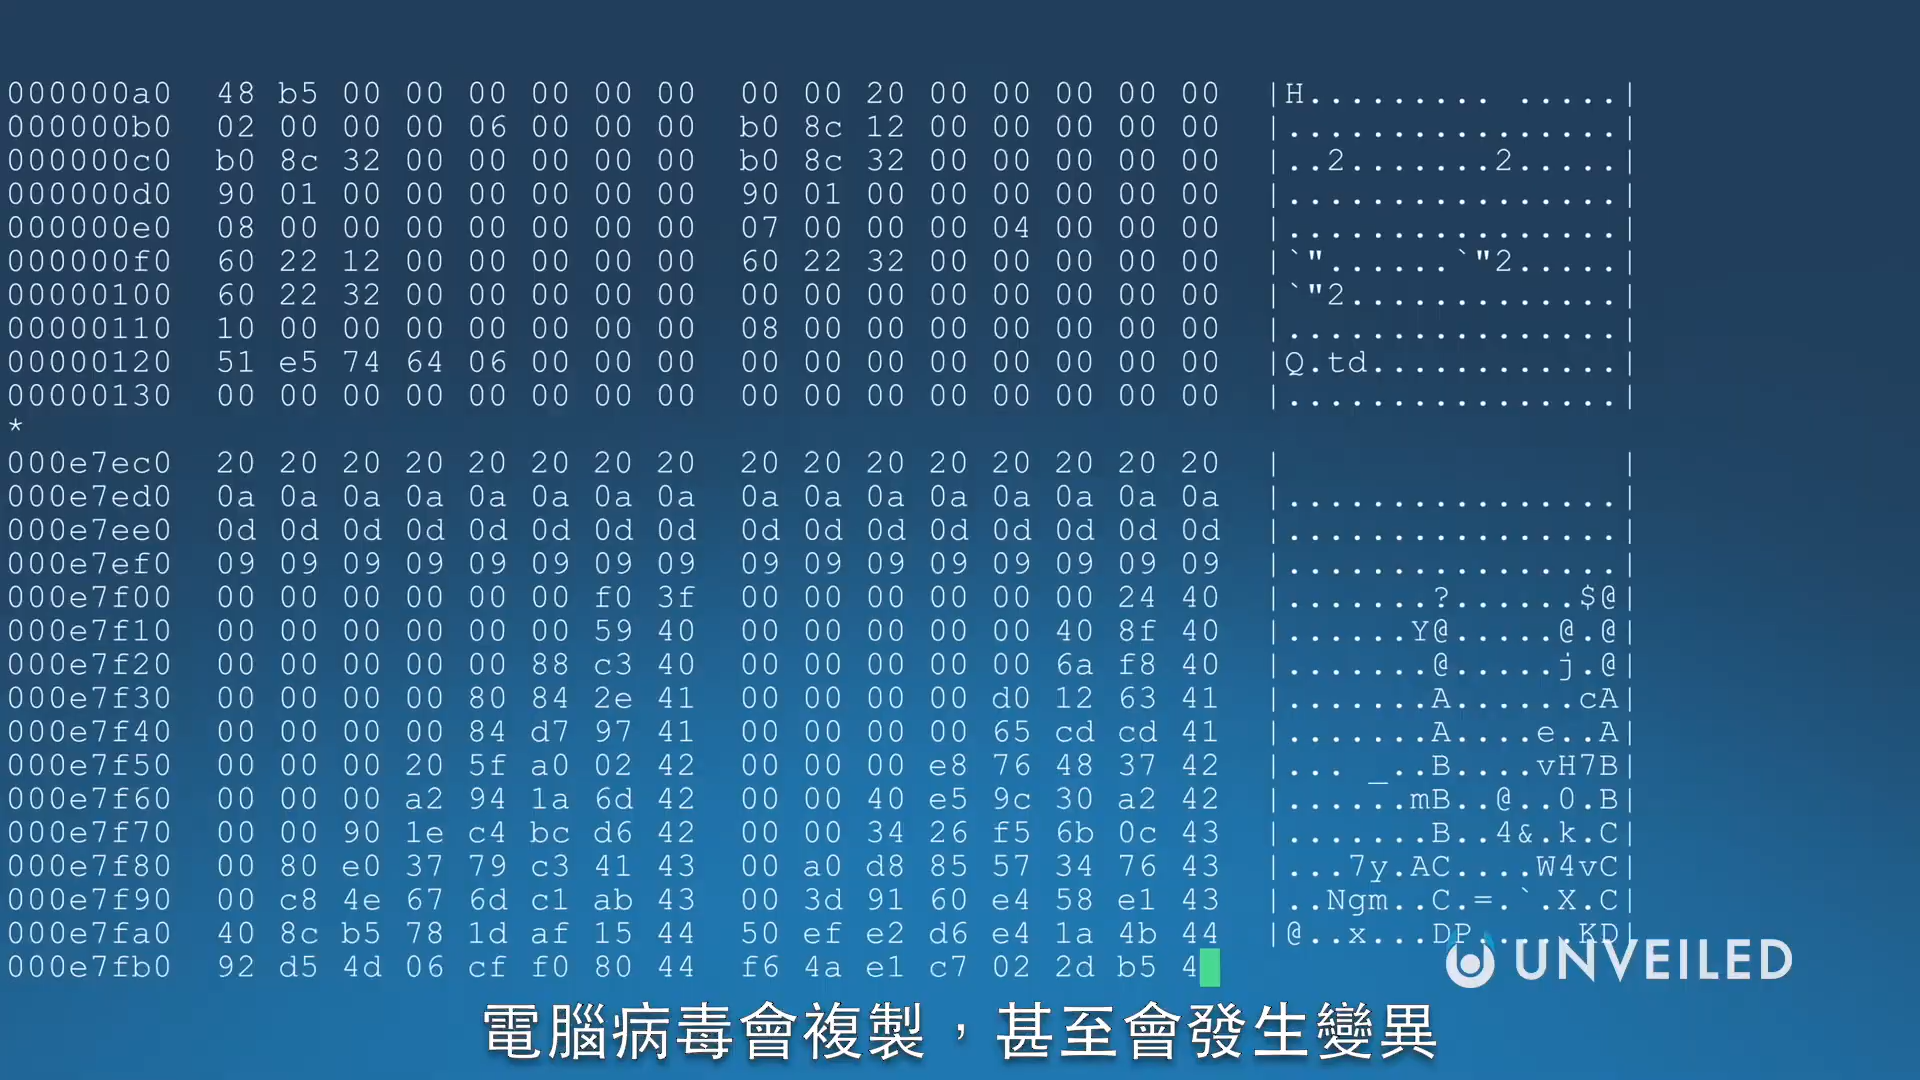 000000a0  48 b5 00 00 00 00 00 00  00 00 20 00 00 00 00 00  |H......... .....|
000000b0  02 00 00 00 06 00 00 00  b0 8c 12 00 00 00 00 00  |................|
000000c0  b0 8c 32 00 00 00 00 00  b0 8c 32 00 00 00 00 00  |..2.......2.....|
000000d0  90 01 00 00 00 00 00 00  90 01 00 00 00 00 00 00  |................|
000000e0  08 00 00 00 00 00 00 00  07 00 00 00 04 00 00 00  |................|
000000f0  60 22 12 00 00 00 00 00  60 22 32 00 00 00 00 00  |`"......`"2.....|
00000100  60 22 32 00 00 00 00 00  00 00 00 00 00 00 00 00  |`"2.............|
00000110  10 00 00 00 00 00 00 00  08 00 00 00 00 00 00 00  |................|
00000120  51 e5 74 64 06 00 00 00  00 00 00 00 00 00 00 00  |Q.td............|
00000130  00 00 00 00 00 00 00 00  00 00 00 00 00 00 00 00  |................|
*
000e7ec0  20 20 20 20 20 20 20 20  20 20 20 20 20 20 20 20  |                |
000e7ed0  0a 0a 0a 0a 0a 0a 0a 0a  0a 0a 0a 0a 0a 0a 0a 0a  |................|
000e7ee0  0d 0d 0d 0d 0d 0d 0d 0d  0d 0d 0d 0d 0d 0d 0d 0d  |................|
000e7ef0  09 09 09 09 09 09 09 09  09 09 09 09 09 09 09 09  |................|
000e7f00  00 00 00 00 00 00 f0 3f  00 00 00 00 00 00 24 40  |.......?......$@|
000e7f10  00 00 00 00 00 00 59 40  00 00 00 00 00 40 8f 40  |......Y@.....@.@|
000e7f20  00 00 00 00 00 88 c3 40  00 00 00 00 00 6a f8 40  |.......@.....j.@|
000e7f30  00 00 00 00 80 84 2e 41  00 00 00 00 d0 12 63 41  |.......A......cA|
000e7f40  00 00 00 00 84 d7 97 41  00 00 00 00 65 cd cd 41  |.......A....e..A|
000e7f50  00 00 00 20 5f a0 02 42  00 00 00 e8 76 48 37 42  |... _..B....vH7B|
000e7f60  00 00 00 a2 94 1a 6d 42  00 00 40 e5 9c 30 a2 42  |......mB..@..0.B|
000e7f70  00 00 90 1e c4 bc d6 42  00 00 34 26 f5 6b 0c 43  |.......B..4&.k.C|
000e7f80  00 80 e0 37 79 c3 41 43  00 a0 d8 85 57 34 76 43  |...7y.AC....W4vC|
000e7f90  00 c8 4e 67 6d c1 ab 43  00 3d 91 60 e4 58 e1 43  |..Ngm..C.=.`.X.C|
000e7fa0  40 8c b5 78 1d af 15 44  50 ef e2 d6 e4 1a 4b 44  |@..x...DP.....KD|
000e7fb0  92 d5 4d 06 cf f0 80 44  f6 4a e1 c7 02 2d b5 4
UNVEILED
電腦病毒會複製，甚至會發生變異